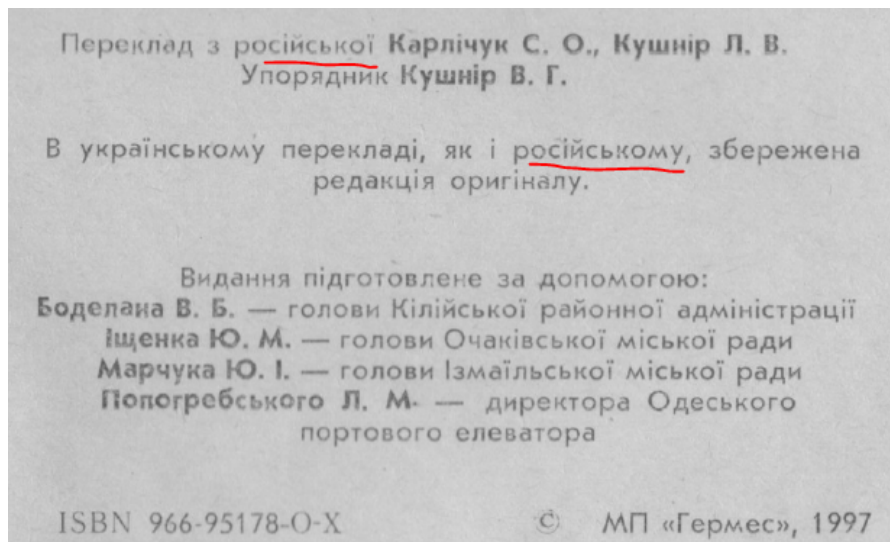 Переклад з російської Карлічук С. О., Кушнір Л. В.
Упорядник Кушнір В. Г.
В українському перекладі, як і російському, збережена
редакція оригіналу.
Видання підготовлене за допомогою:
Боделана В. Б. — голови Кілійської районної адміністрації
Іщенка Ю. М. — голови Очаківської міської ради
Марчука Ю. І. — голови Ізмаїльської міської ради
Попогребського Л. М. — директора Одеського
портового елеватора
ISBN 966-95178-О-Х © МП «Гермес», 1997